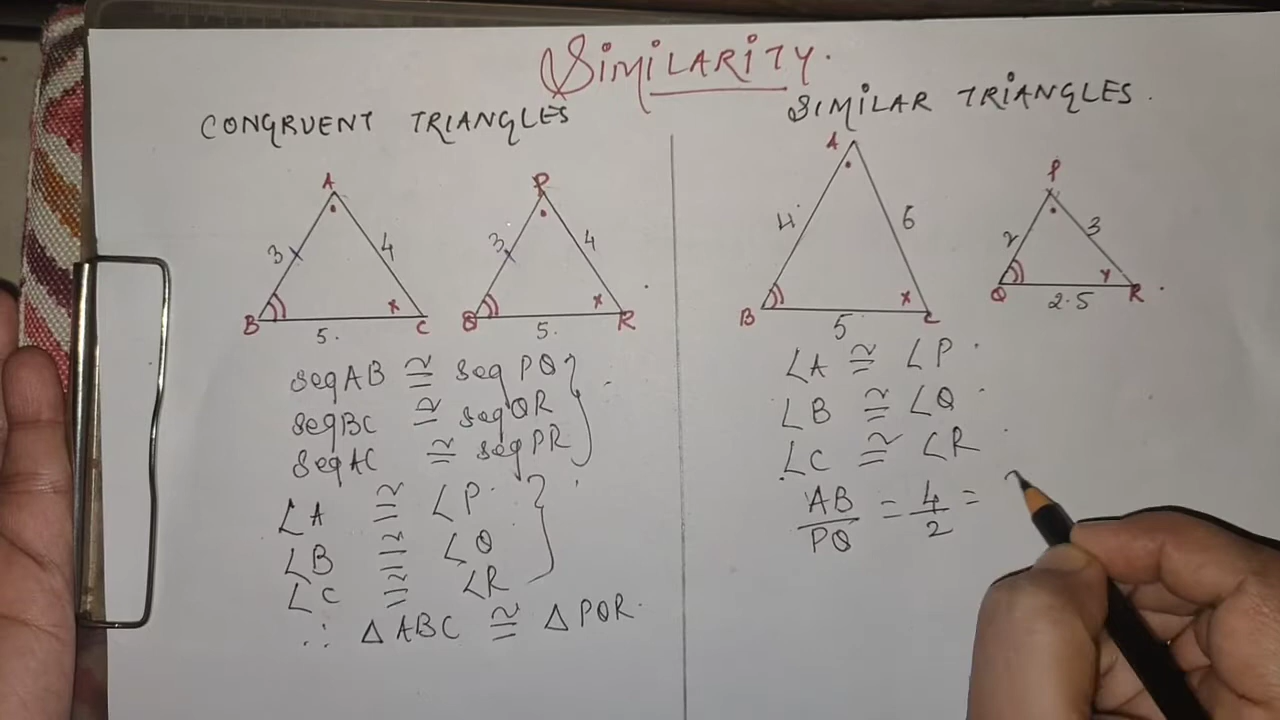 SIMILARITY.
CONGRUENT TRIANGLES
A
3
4
B
C
5.
P
3
4
Q
R
5.
seg AB ≅ seg PQ
seg BC ≅ seg QR
seg AC ≅ seg PR
∠A ≅ ∠P
∠B ≅ ∠Q
∠C ≅ ∠R
∴ △ ABC ≅ △ PQR.
SIMILAR TRIANGLES.
A
4
6
B
C
5
P
2
3
Q
R
2.5
∠A ≅ ∠P
∠B ≅ ∠Q
∠C ≅ ∠R
AB/PQ = 4/2 =